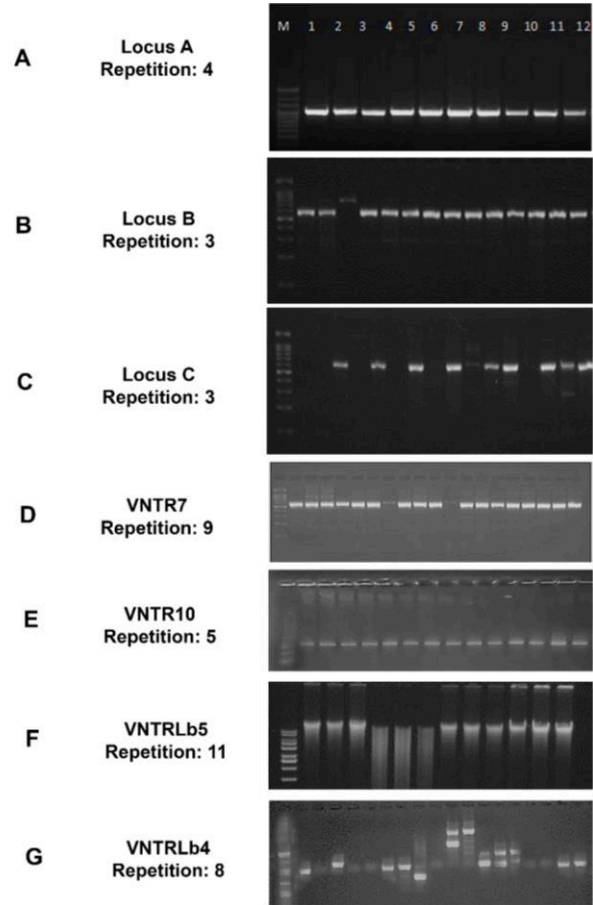 M 1 2 3 4 5 6 7 8 9 10 11 12
A
Locus A
Repetition: 4
B
Locus B
Repetition: 3
C
Locus C
Repetition: 3
D
VNTR7
Repetition: 9
E
VNTR10
Repetition: 5
F
VNTRLb5
Repetition: 11
G
VNTRLb4
Repetition: 8